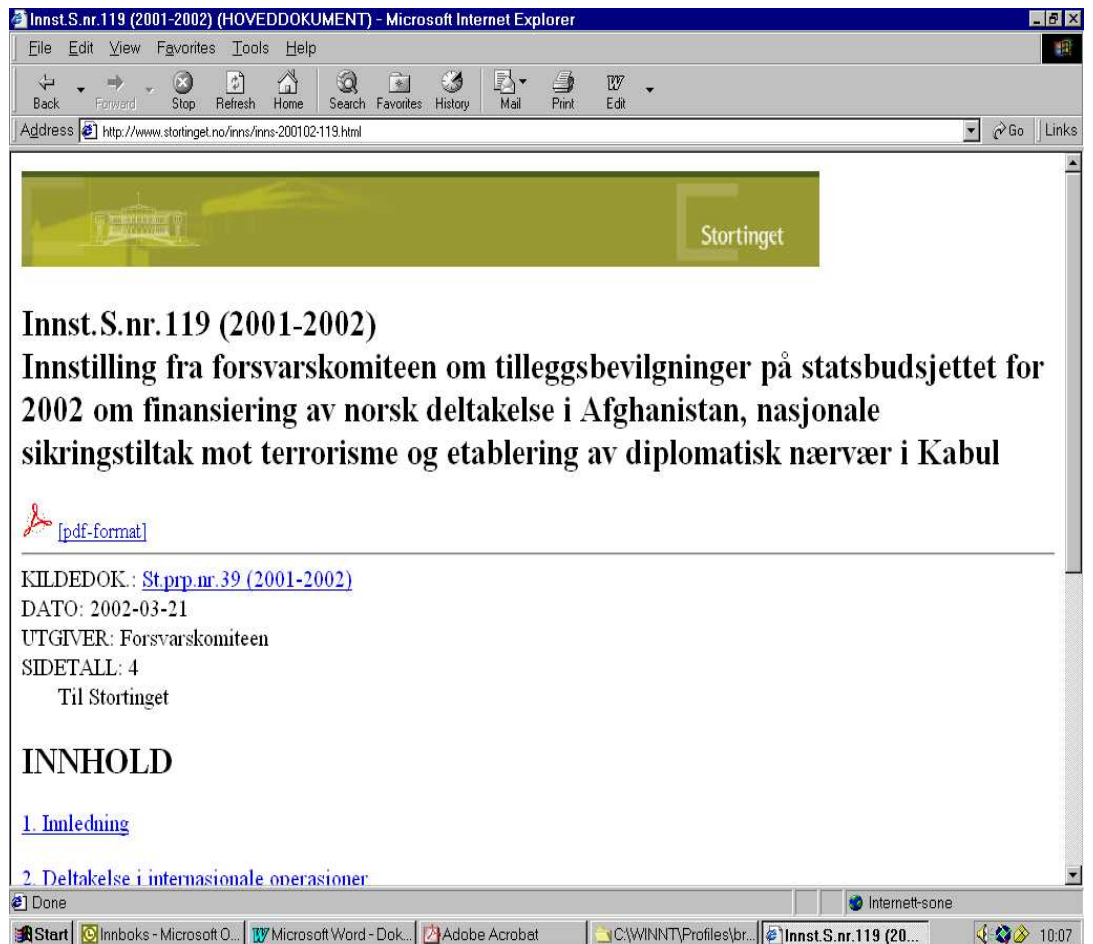 Innst.S.nr.119 (2001-2002) (HOVEDDOKUMENT) - Microsoft Internet Explorer
File Edit View Favorites Tools Help
Back Forward Stop Refresh Home Search Favorites History Mail Print Edit
Address http://www.stortinget.no/inns/inns-200102-119.html Go Links
Stortinget
Innst.S.nr.119 (2001-2002)
Innstilling fra forsvarskomiteen om tilleggsbevilgninger på statsbudsjettet for
2002 om finansiering av norsk deltakelse i Afghanistan, nasjonale
sikringstiltak mot terrorisme og etablering av diplomatisk nærvær i Kabul
[pdf-format]
KILDEDOK.: St.prp.nr.39 (2001-2002)
DATO: 2002-03-21
UTGIVER: Forsvarskomiteen
SIDETALL: 4
Til Stortinget
INNHOLD
1. Innledning
2. Deltakelse i internasjonale operasjoner
Done Internett-sone
Start Innboks - Microsoft O... Microsoft Word - Dok... Adobe Acrobat C:\WINNT\Profiles\br... Innst.S.nr.119 (20... 10:07